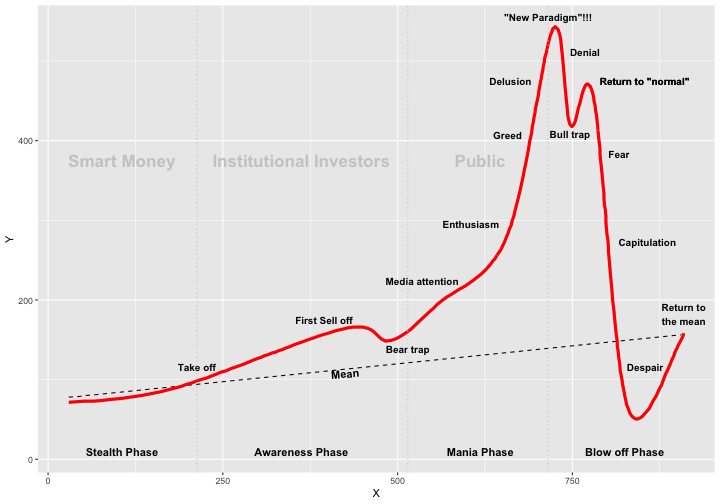 "New Paradigm"!!!
Denial
Delusion
Return to "normal"
Greed
Bull trap
Fear
Smart Money
Institutional Investors
Public
Enthusiasm
Capitulation
Media attention
First Sell off
Return to
the mean
Bear trap
Take off
Mean
Despair
Stealth Phase
Awareness Phase
Mania Phase
Blow off Phase
400
200
0
Y
0
250
500
750
X